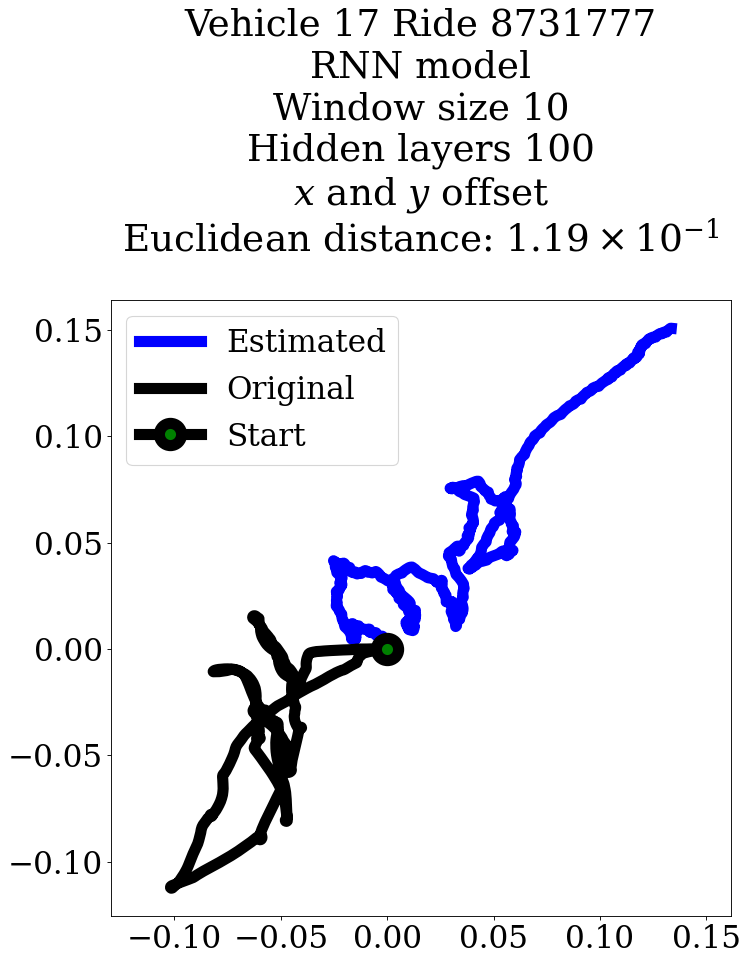 Vehicle 17 Ride 8731777
RNN model
Window size 10
Hidden layers 100
x and y offset
Euclidean distance: 1.19 × 10⁻¹
Estimated
Original
Start
0.15
0.10
0.05
0.00
−0.05
−0.10
−0.10 −0.05 0.00 0.05 0.10 0.15